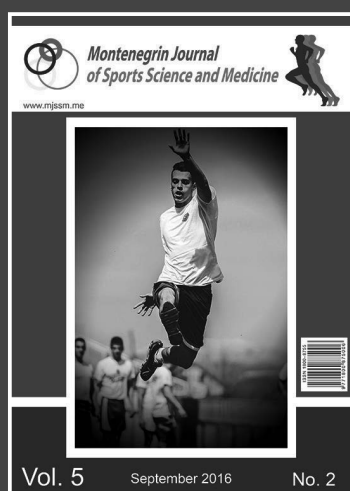 Montenegrin Journal
of Sports Science and Medicine
www.mjssm.me
Vol. 5
September 2016
No. 2